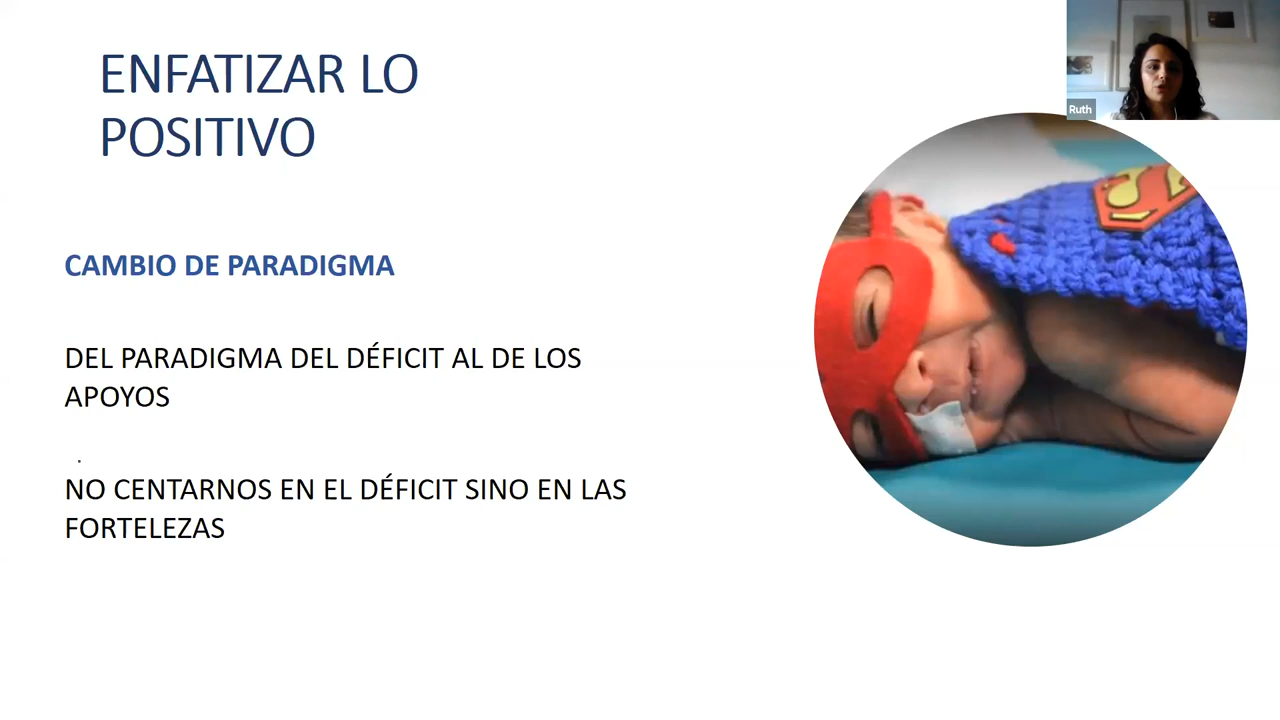 ENFATIZAR LO
POSITIVO
Ruth
CAMBIO DE PARADIGMA
DEL PARADIGMA DEL DÉFICIT AL DE LOS
APOYOS
.
NO CENTARNOS EN EL DÉFICIT SINO EN LAS
FORTELEZAS